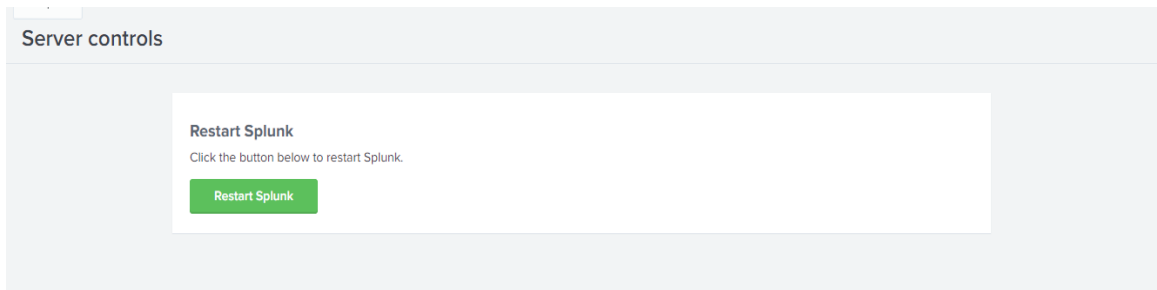 Server controls
Restart Splunk
Click the button below to restart Splunk.
Restart Splunk